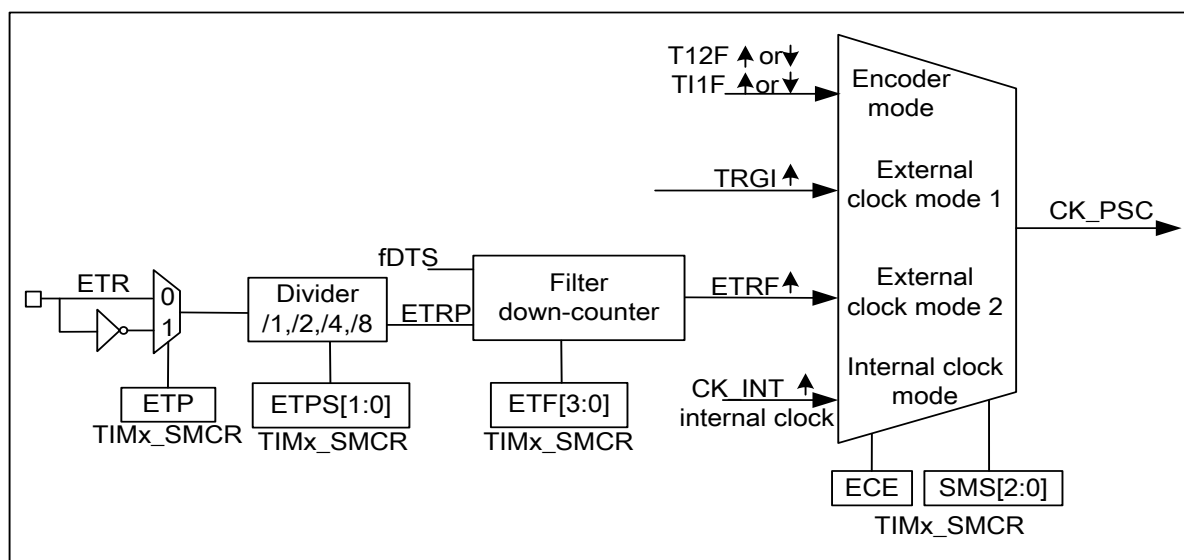 T12F or
TI1F or
Encoder
mode
TRGI
External
clock mode 1
CK_PSC
ETR
0
1
Divider
/1,/2,/4,/8
fDTS
ETRP
Filter
down-counter
ETRF
External
clock mode 2
CK_INT
internal clock
Internal clock
mode
ETP
TIMx_SMCR
ETPS[1:0]
TIMx_SMCR
ETF[3:0]
TIMx_SMCR
ECE
SMS[2:0]
TIMx_SMCR